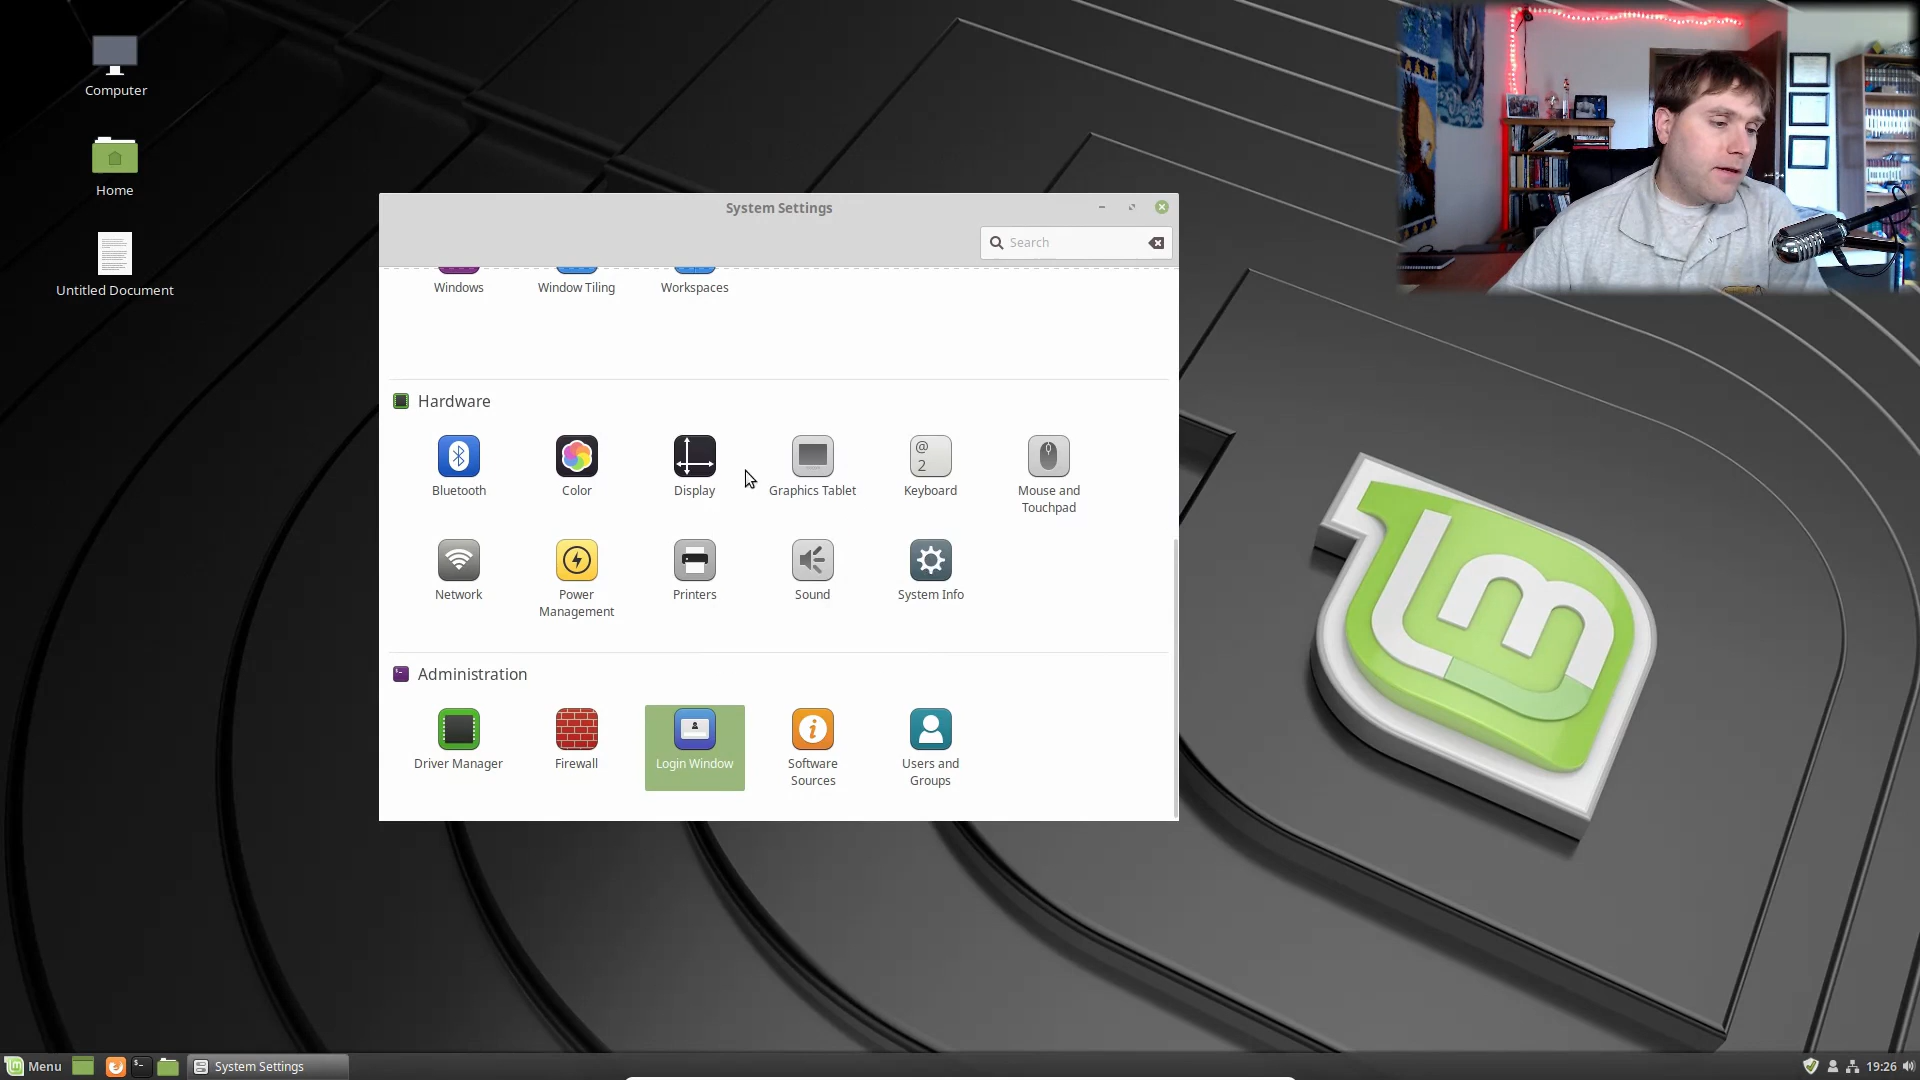 Computer
Home
Untitled Document
System Settings
Search
Windows
Window Tiling
Workspaces
Hardware
Bluetooth
Color
Display
Graphics Tablet
@
2
Keyboard
Mouse and
Touchpad
Network
Power
Management
Printers
Sound
System Info
Administration
Driver Manager
Firewall
Login Window
Software
Sources
Users and
Groups
Menu
System Settings
19:26